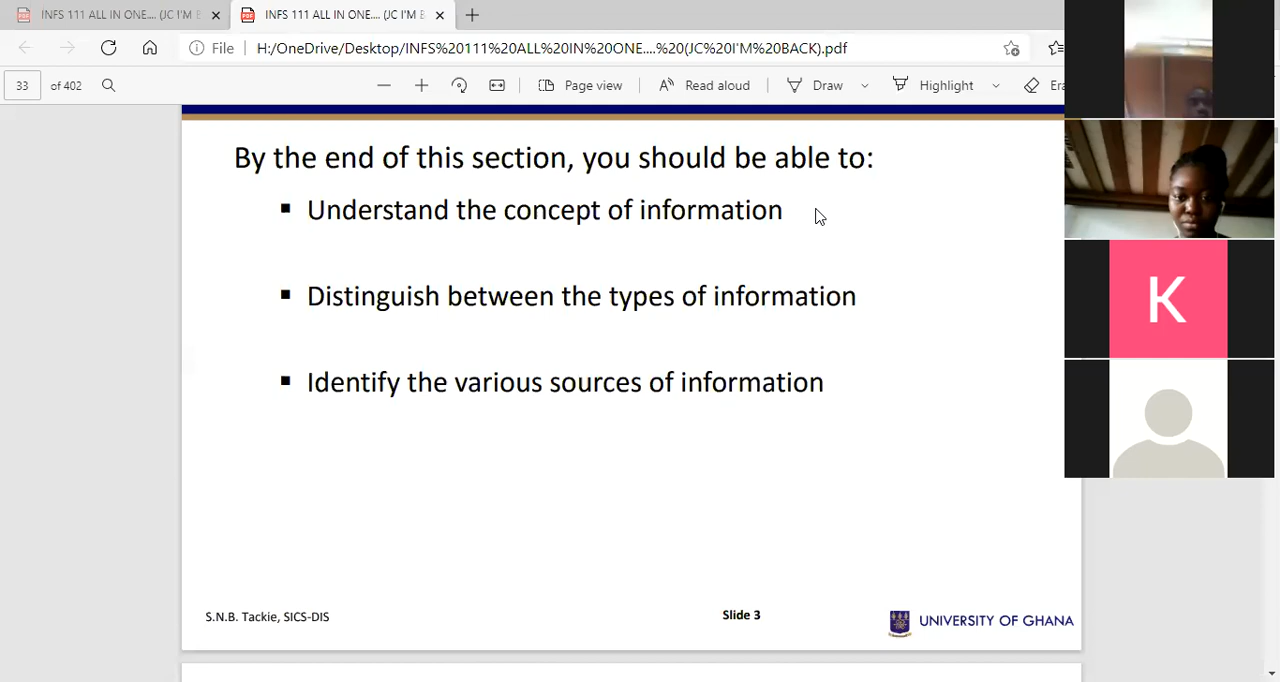 INFS 111 ALL IN ONE.... (JC I'M B
INFS 111 ALL IN ONE.... (JC I'M B
File
H:/OneDrive/Desktop/INFS%20111%20ALL%20IN%20ONE....%20(JC%20I'M%20BACK).pdf
33 of 402
Page view
Read aloud
Draw
Highlight
Era
By the end of this section, you should be able to:
▪ Understand the concept of information
▪ Distinguish between the types of information
▪ Identify the various sources of information
S.N.B. Tackie, SICS-DIS
Slide 3
UNIVERSITY OF GHANA
K